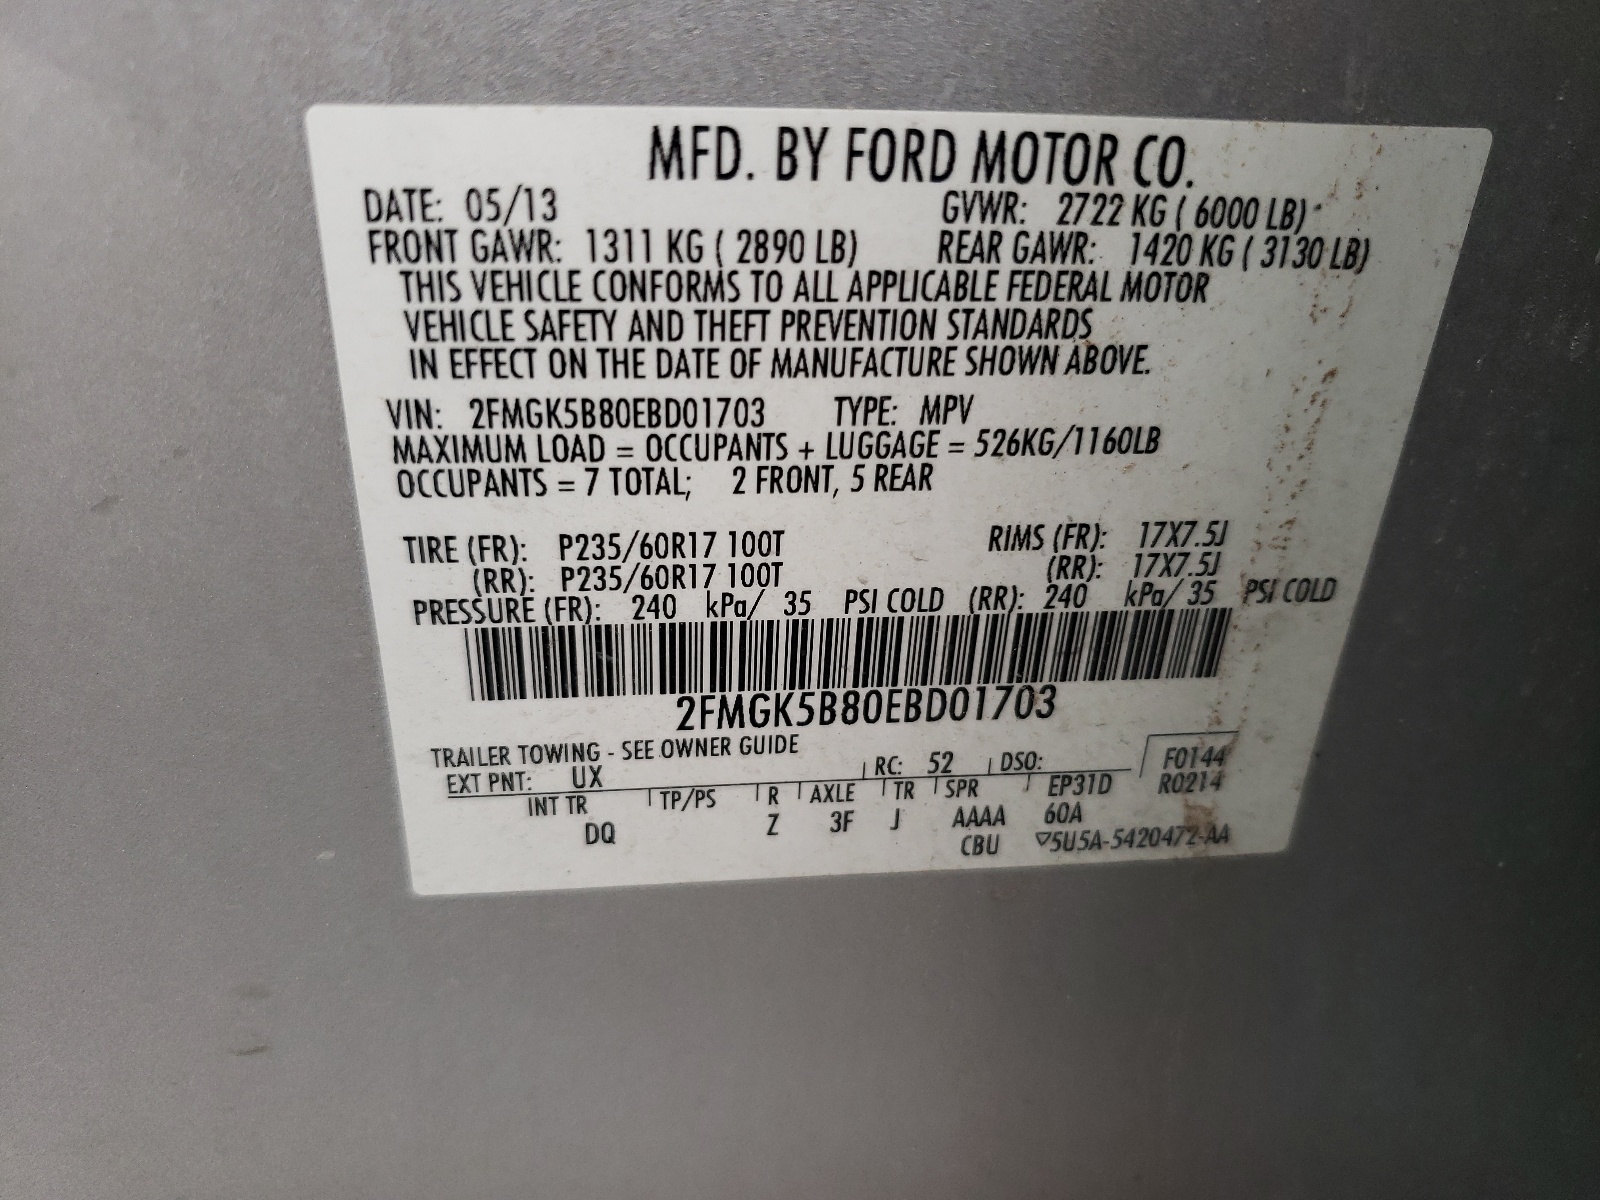 MFD. BY FORD MOTOR CO.
DATE: 05/13 GVWR: 2722 KG ( 6000 LB)
FRONT GAWR: 1311 KG ( 2890 LB) REAR GAWR: 1420 KG ( 3130 LB)
THIS VEHICLE CONFORMS TO ALL APPLICABLE FEDERAL MOTOR
VEHICLE SAFETY AND THEFT PREVENTION STANDARDS
IN EFFECT ON THE DATE OF MANUFACTURE SHOWN ABOVE.
VIN: 2FMGK5B80EBD01703 TYPE: MPV
MAXIMUM LOAD = OCCUPANTS + LUGGAGE = 526KG/1160LB
OCCUPANTS = 7 TOTAL; 2 FRONT, 5 REAR
TIRE (FR): P235/60R17 100T RIMS (FR): 17X7.5J
(RR): P235/60R17 100T (RR): 17X7.5J
PRESSURE (FR): 240 kPa/ 35 PSI COLD (RR): 240 kPa/ 35 PSI COLD
2FMGK5B80EBD01703
TRAILER TOWING - SEE OWNER GUIDE
EXT PNT: UX RC: 52 DSO: F0144
INT TR TP/PS R AXLE TR SPR EP31D R0214
DQ Z 3F J AAAA 60A
CBU ▽5U5A-5420472-AA